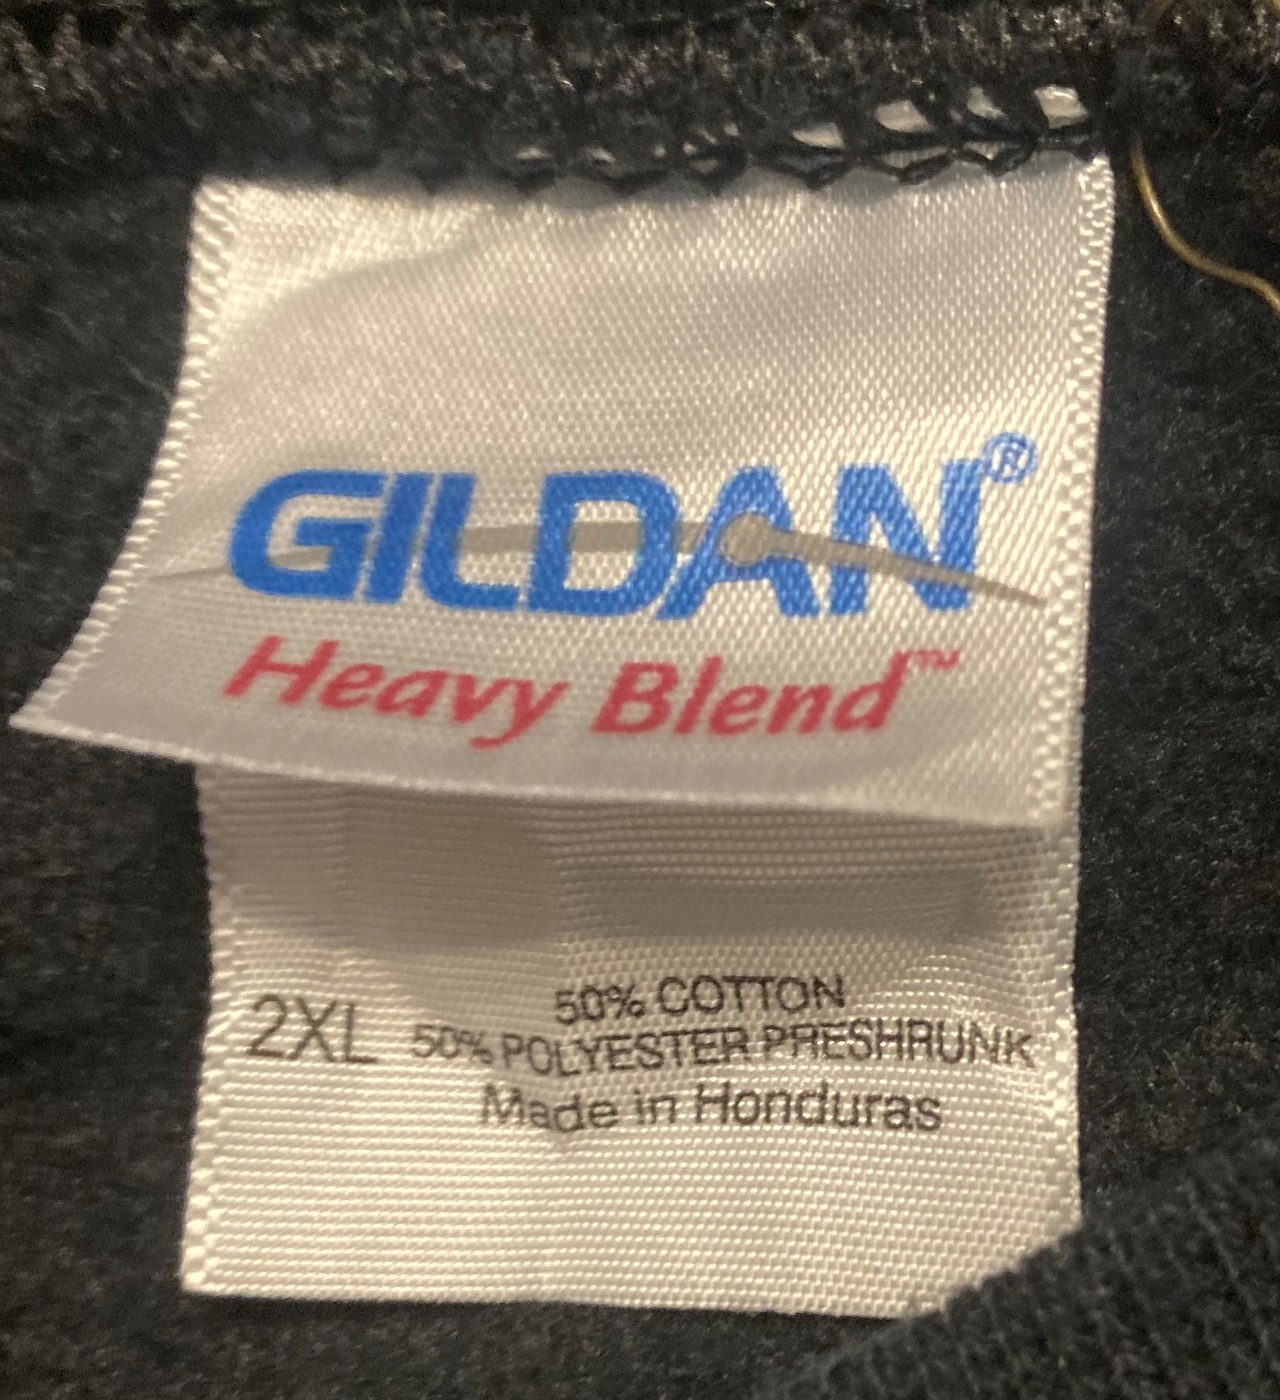 GILDAN®
Heavy Blend™
2XL
50% COTTON
50% POLYESTER PRESHRUNK
Made in Honduras